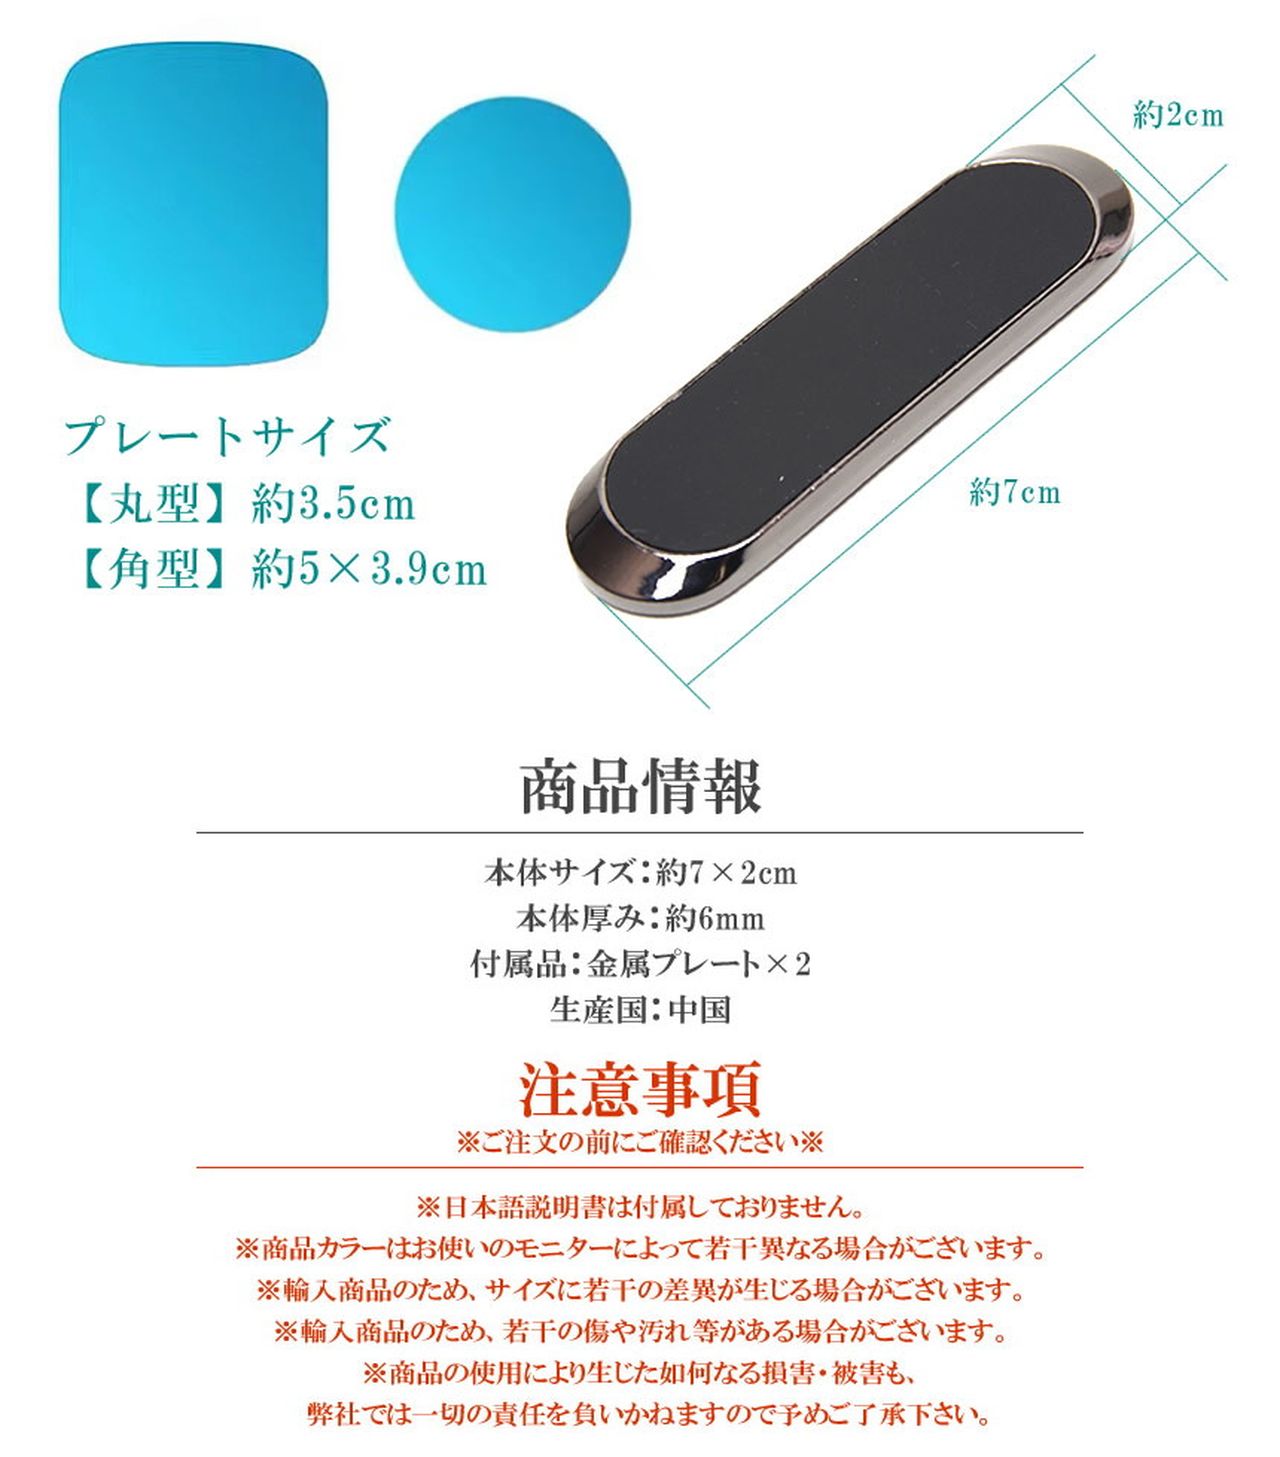 約2cm
約7cm
プレートサイズ
【丸型】約3.5cm
【角型】約5×3.9cm
商品情報
本体サイズ：約7×2cm
本体厚み：約6mm
付属品：金属プレート×2
生産国：中国
注意事項
※ご注文の前にご確認ください※
※日本語説明書は付属しておりません。
※商品カラーはお使いのモニターによって若干異なる場合がございます。
※輸入商品のため、サイズに若干の差異が生じる場合がございます。
※輸入商品のため、若干の傷や汚れ等がある場合がございます。
※商品の使用により生じた如何なる損害・被害も、
弊社では一切の責任を負いかねますので予めご了承下さい。